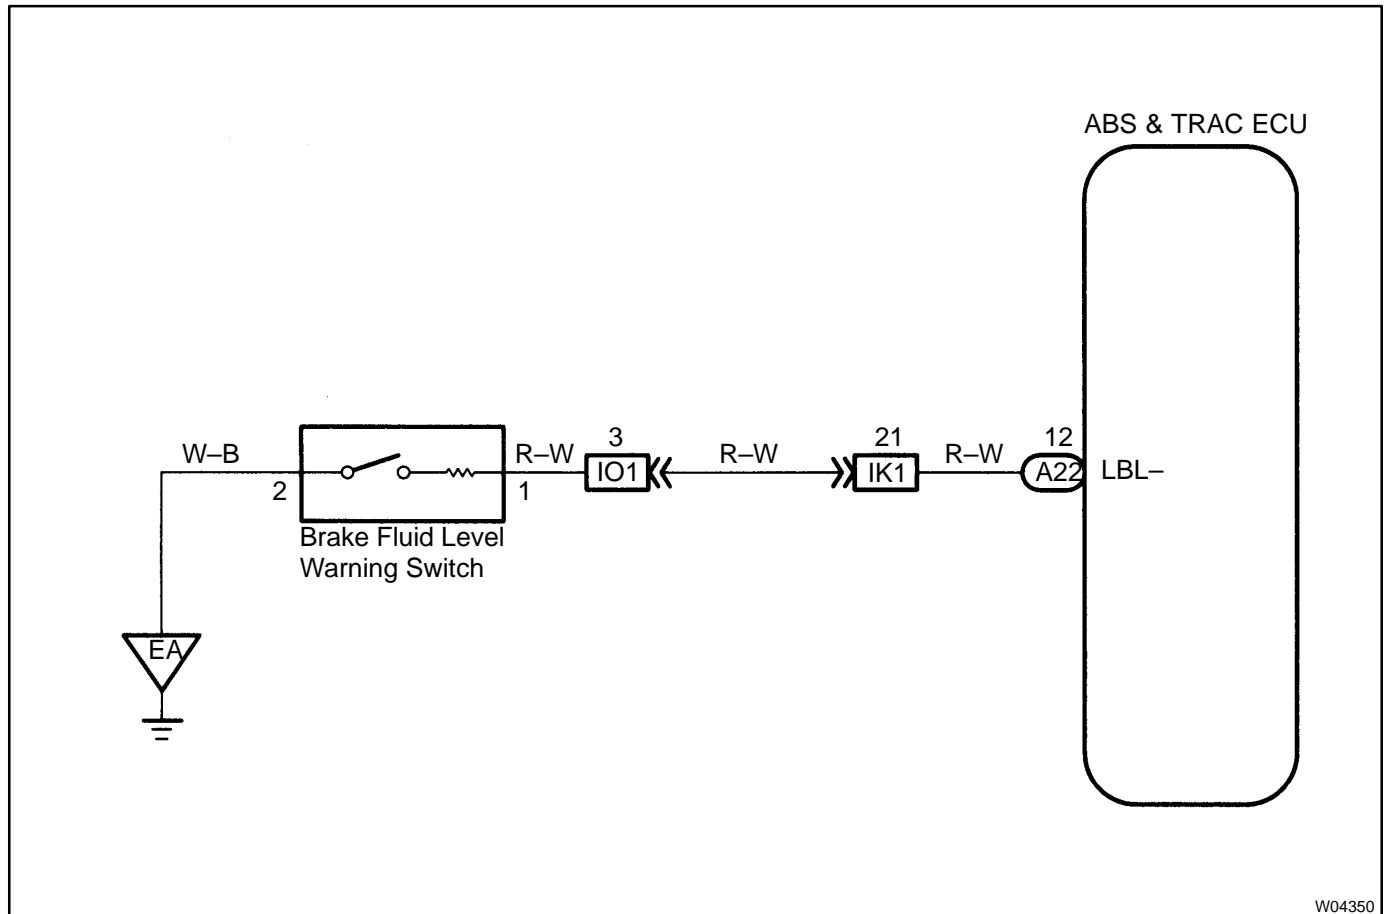 ABS & TRAC ECU
3
21
12
W–B
R–W
R–W
R–W
IO1
IK1
A22
LBL–
2
1
Brake Fluid Level
Warning Switch
EA
W04350